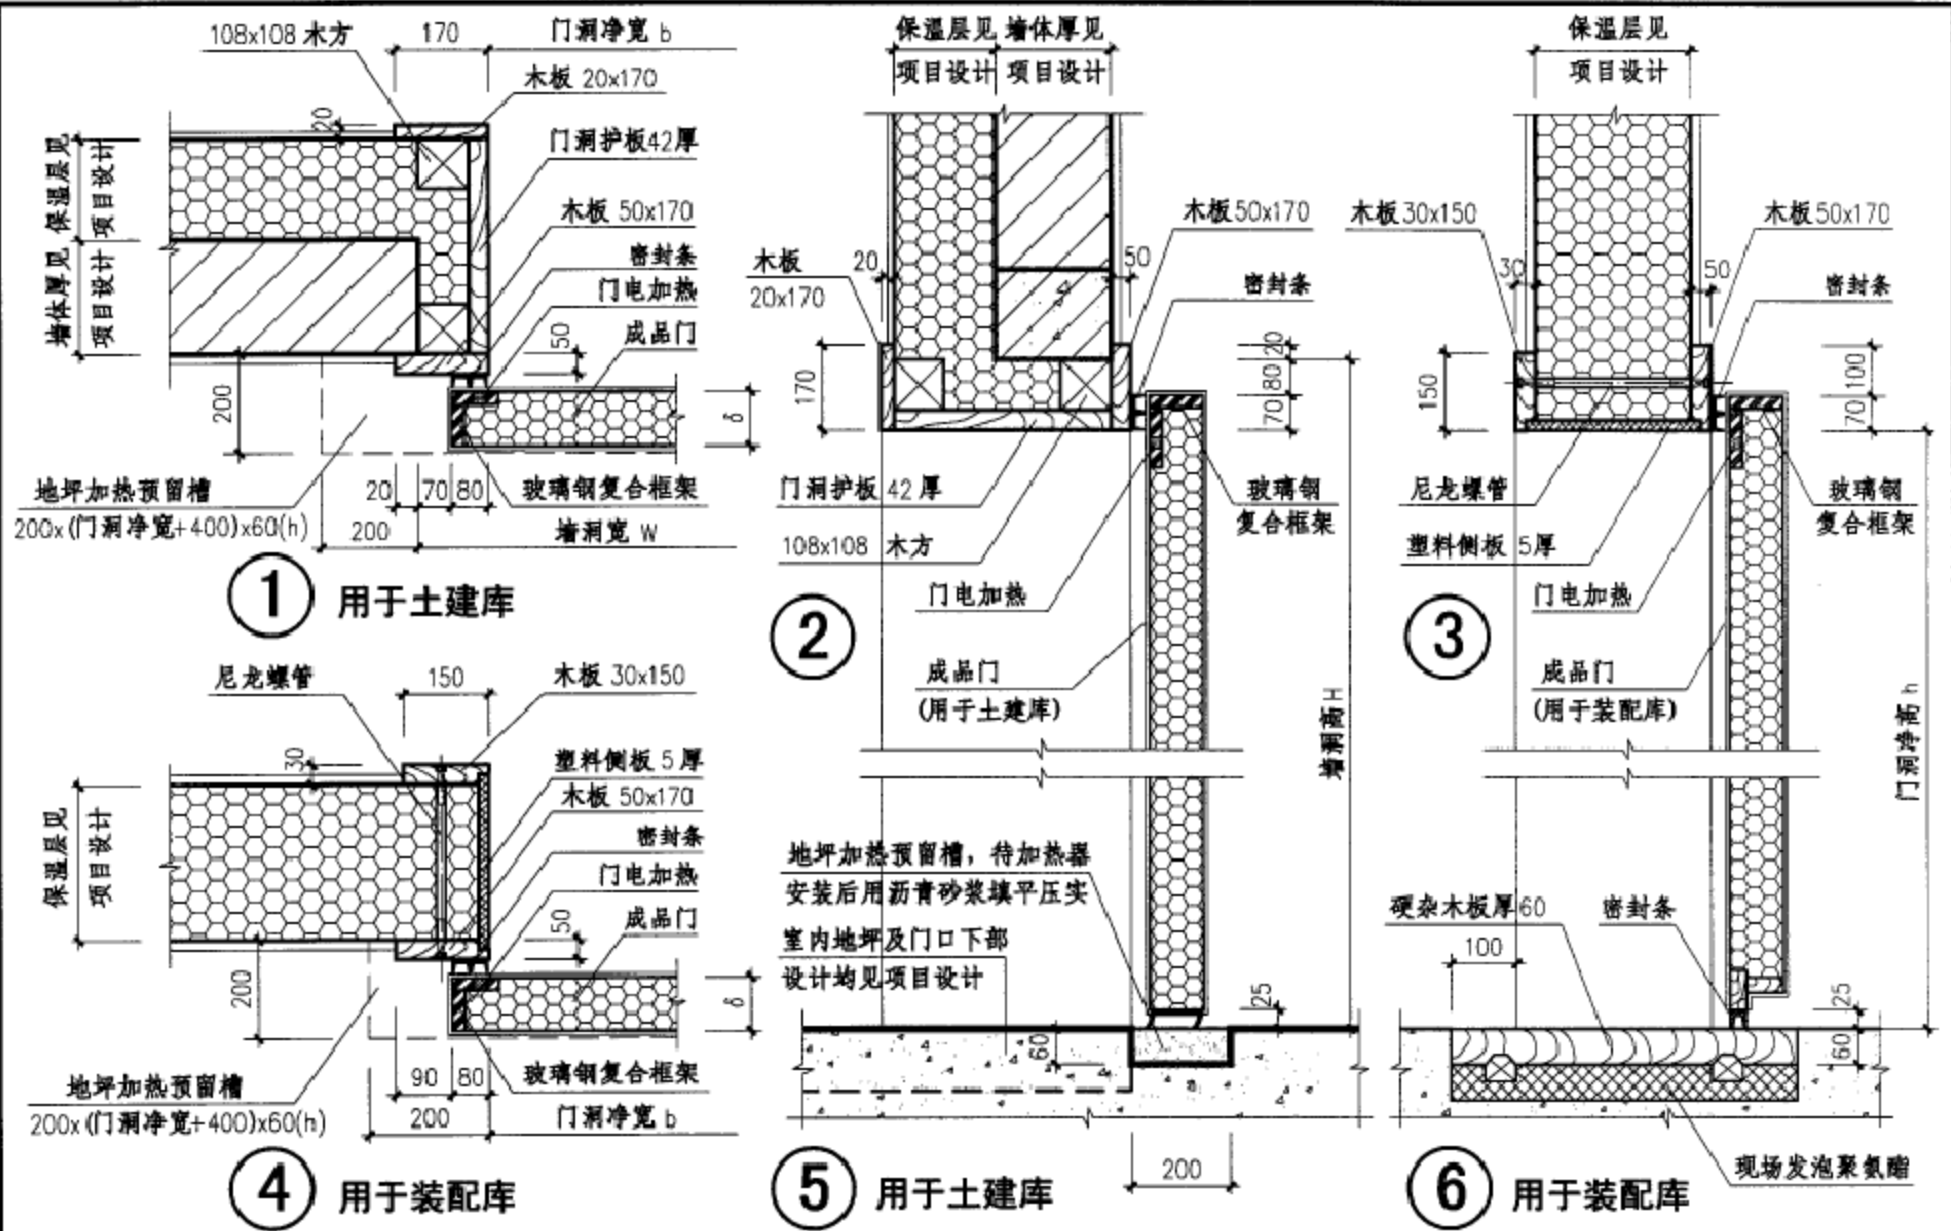 108x108 木方
170
门洞净宽 b
木板 20x170
20
门洞护板42厚
保温层见
项目设计
墙体厚见
项目设计
木板 50x170
密封条
门电加热
50
成品门
200
δ
地坪加热预留槽
200x(门洞净宽+400)x60(h)
20
70
80
玻璃钢复合框架
200
墙洞宽 W
1 用于土建库
保温层见
项目设计
墙体厚见
项目设计
木板
20x170
20
50
木板50x170
密封条
170
20
80
70
门洞护板 42 厚
玻璃钢
复合框架
108x108 木方
门电加热
2
成品门
(用于土建库)
墙洞高 H
保温层见
项目设计
木板30x150
木板50x170
30
50
密封条
150
100
70
尼龙螺管
玻璃钢
复合框架
塑料侧板 5厚
门电加热
3
成品门
(用于装配库)
门洞净高 h
尼龙螺管
150
木板 30x150
30
塑料侧板 5厚
木板 50x170
保温层见
项目设计
密封条
门电加热
50
成品门
200
δ
地坪加热预留槽
200x(门洞净宽+400)x60(h)
90
80
玻璃钢复合框架
200
门洞净宽 b
4 用于装配库
地坪加热预留槽，待加热器
安装后用沥青砂浆填平压实
室内地坪及门口下部
设计均见项目设计
25
60
200
5 用于土建库
硬杂木板厚60
密封条
100
25
60
现场发泡聚氨酯
6 用于装配库